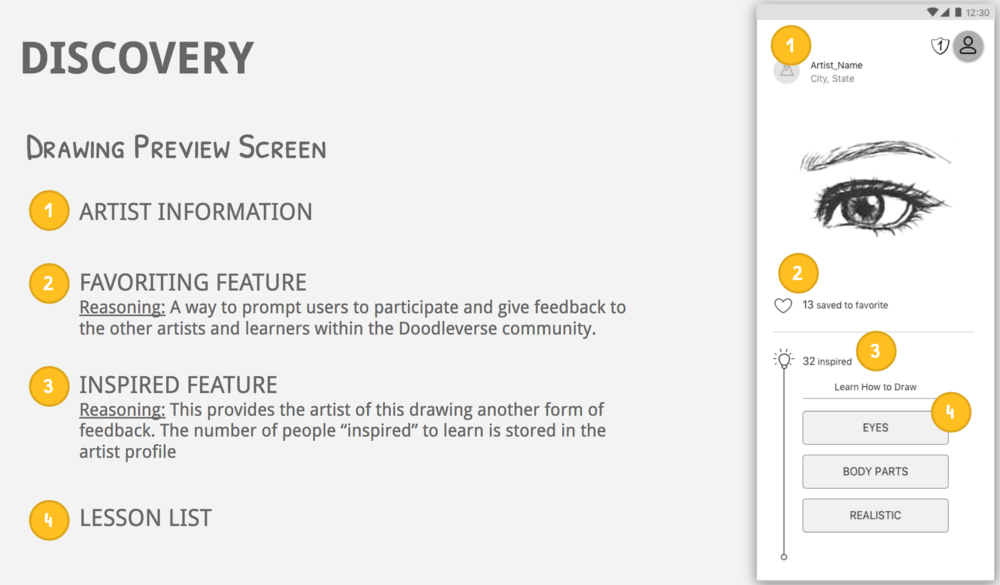 DISCOVERY
Drawing Preview Screen
1 ARTIST INFORMATION
2 FAVORITING FEATURE
Reasoning: A way to prompt users to participate and give feedback to
the other artists and learners within the Doodleverse community.
3 INSPIRED FEATURE
Reasoning: This provides the artist of this drawing another form of
feedback. The number of people “inspired” to learn is stored in the
artist profile
4 LESSON LIST
12:30
1
1
Artist_Name
City, State
2
13 saved to favorite
3
32 inspired
Learn How to Draw
4
EYES
BODY PARTS
REALISTIC